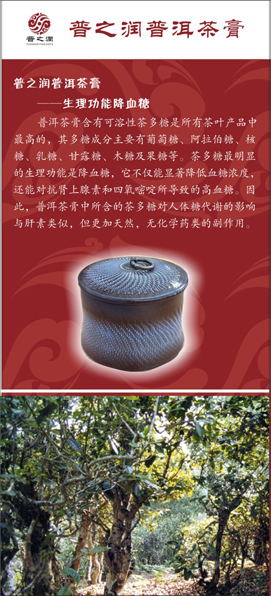 普之润普洱茶膏
普之润
普之润普洱茶膏
——生理功能降血糖
普洱茶膏含有可溶性茶多糖是所有茶叶产品中
最高的，其多糖成分主要有葡萄糖、阿拉伯糖、核
糖、乳糖、甘露糖、木糖及果糖等。茶多糖最明显
的生理功能是降血糖，它不仅能显著降低血糖浓度，
还能对抗肾上腺素和四氧嘧啶所导致的高血糖。因
此，普洱茶膏中所含的茶多糖对人体糖代谢的影响
与肝素类似，但更加天然，无化学药类的副作用。